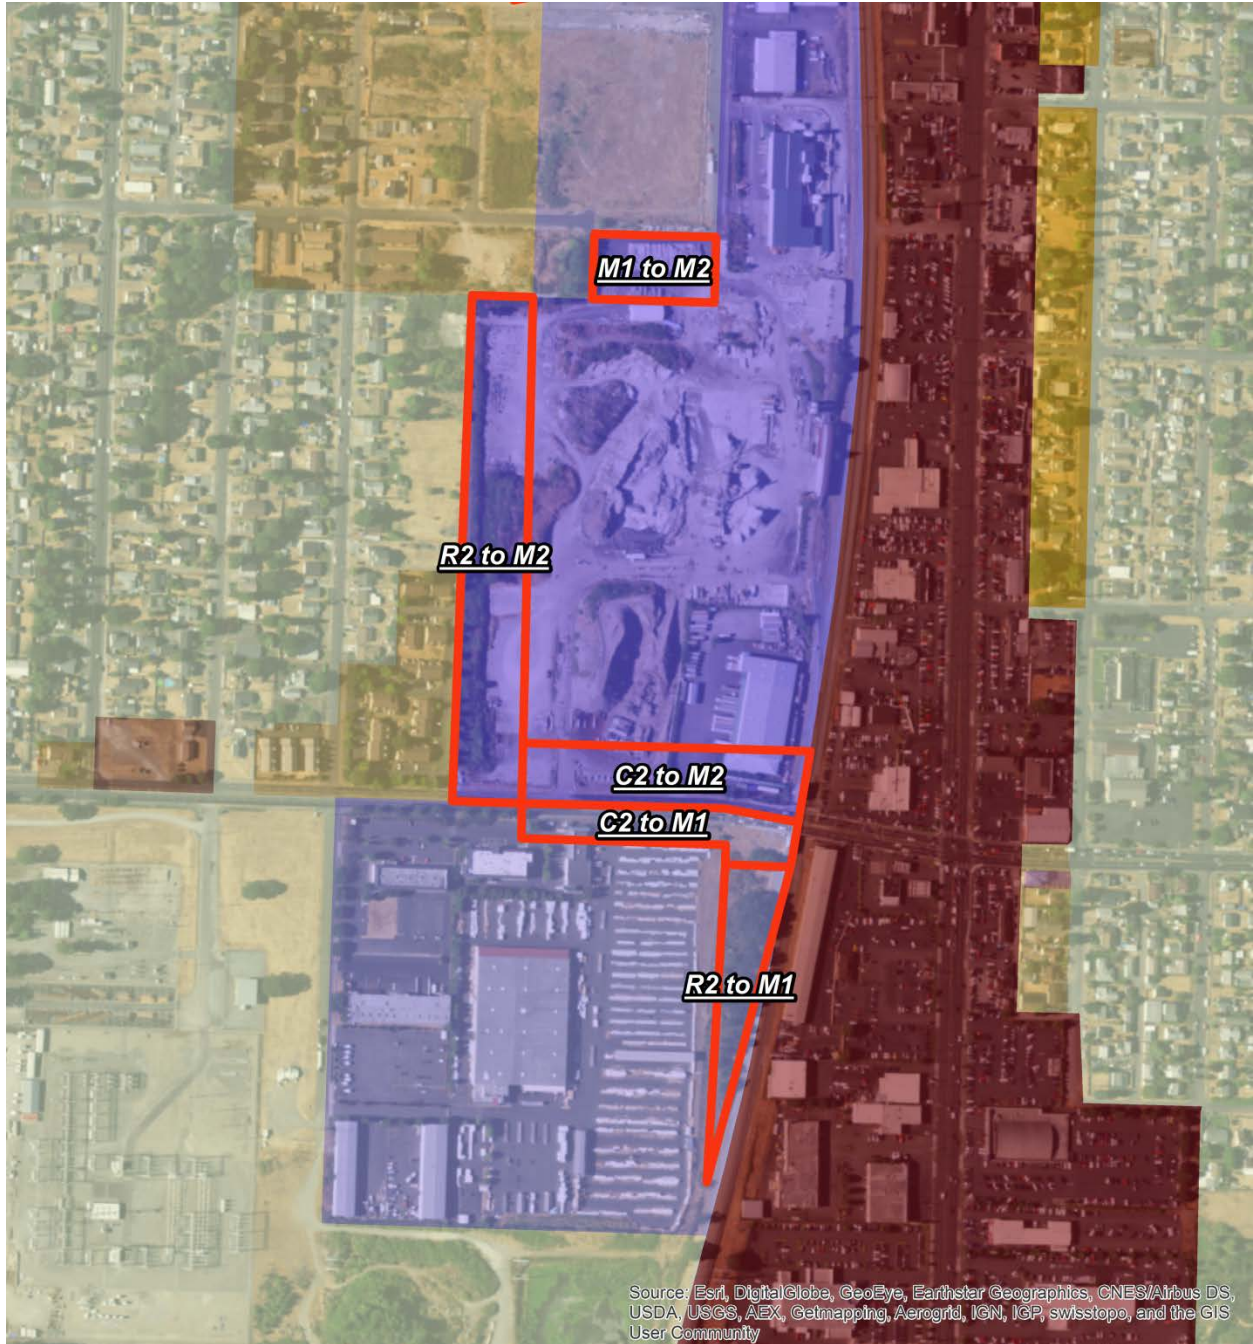 M1 to M2
R2 to M2
C2 to M2
C2 to M1
R2 to M1
Source: Esri, DigitalGlobe, GeoEye, Earthstar Geographics, CNES/Airbus DS,
USDA, USGS, AEX, Getmapping, Aerogrid, IGN, IGP, swisstopo, and the GIS
User Community